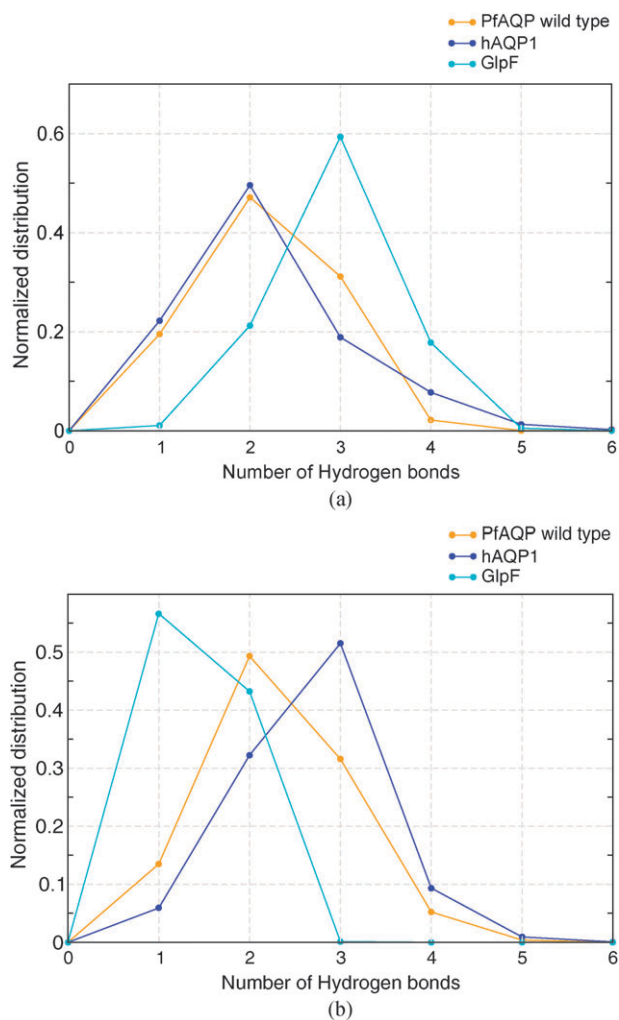 PfAQP wild type
hAQP1
GlpF
Normalized distribution
0.6
0.4
0.2
0
0 1 2 3 4 5 6
Number of Hydrogen bonds
(a)
PfAQP wild type
hAQP1
GlpF
Normalized distribution
0.5
0.4
0.3
0.2
0.1
0
0 1 2 3 4 5 6
Number of Hydrogen bonds
(b)